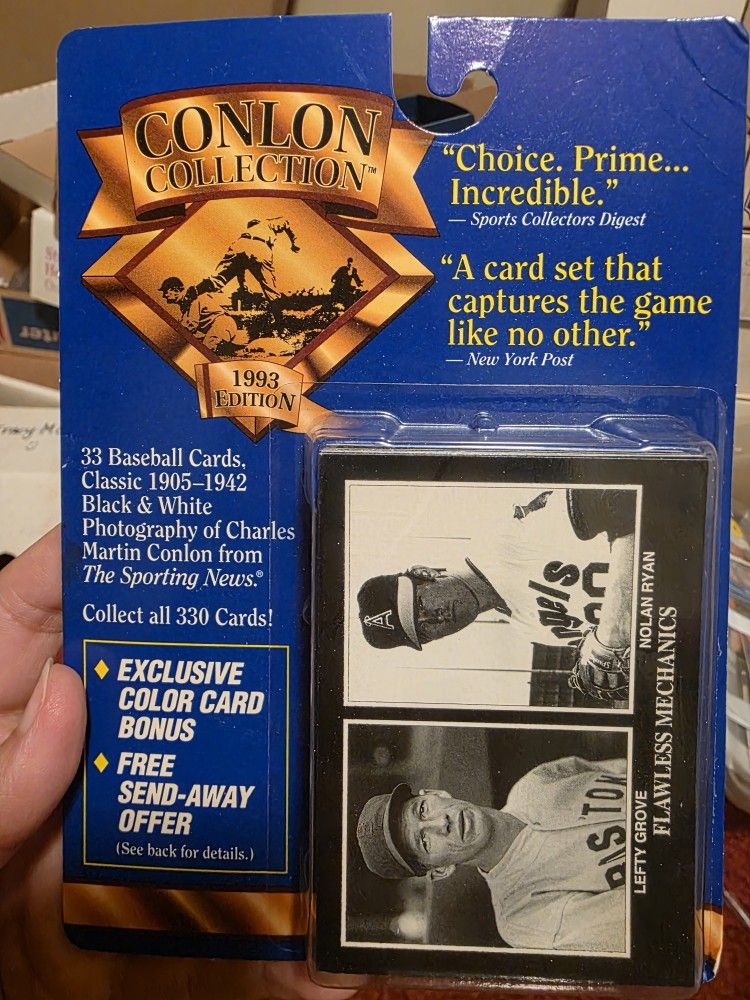 CONLON
COLLECTION™
1993
EDITION
"Choice. Prime...
Incredible."
— Sports Collectors Digest
"A card set that
captures the game
like no other."
— New York Post
33 Baseball Cards,
Classic 1905–1942
Black & White
Photography of Charles
Martin Conlon from
The Sporting News.®
Collect all 330 Cards!
♦ EXCLUSIVE
COLOR CARD
BONUS
♦ FREE
SEND-AWAY
OFFER
(See back for details.)
LEFTY GROVE NOLAN RYAN
FLAWLESS MECHANICS
A
ngels